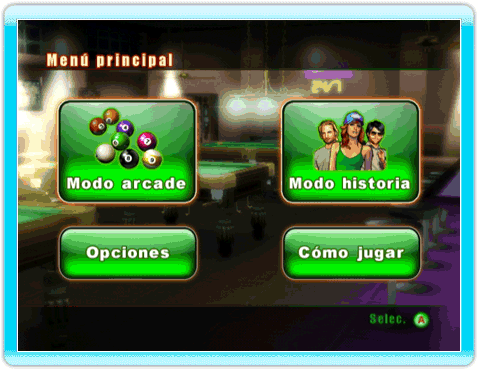 Menú principal
Modo arcade
Modo historia
Opciones
Cómo jugar
Selec. A